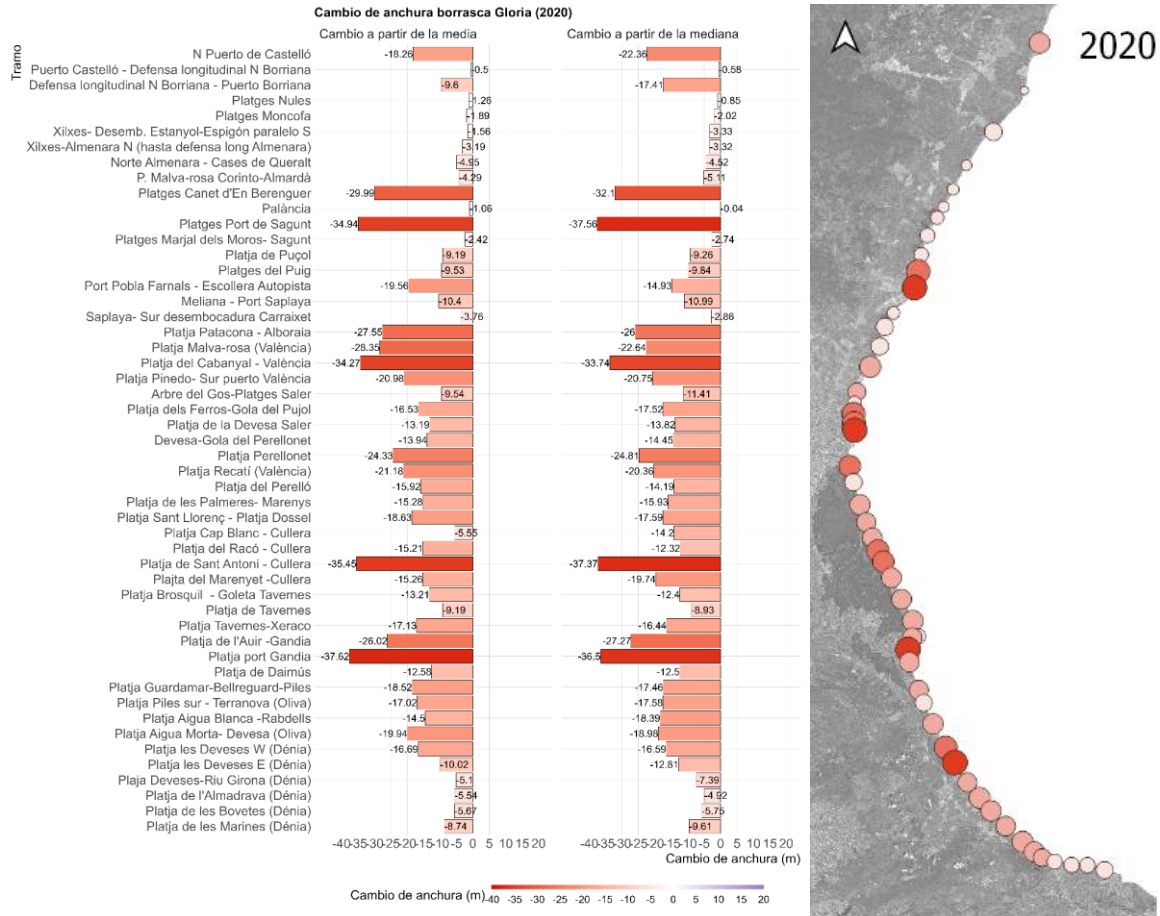 Cambio de anchura borrasca Gloria (2020)
Cambio a partir de la media Cambio a partir de la mediana
Tramo
N Puerto de Castelló -18.26 -22.36
Puerto Castelló - Defensa longitudinal N Borriana -0.5 -0.58
Defensa longitudinal N Borriana - Puerto Borriana -9.6 -17.41
Platges Nules -1.26 -0.85
Platges Moncofa -1.89 -2.02
Xilxes- Desemb. Estanyol-Espigón paralelo S -1.56 -3.33
Xilxes-Almenara N (hasta defensa long Almenara) -3.19 -3.32
Norte Almenara - Cases de Queralt -4.95 -4.52
P. Malva-rosa Corinto-Almardà -4.29 -5.11
Platges Canet d'En Berenguer -29.99 -32.1
Palància -1.06 -0.04
Platges Port de Sagunt -34.94 -37.56
Platges Marjal dels Moros- Sagunt -2.42 -2.74
Platja de Puçol -9.19 -9.26
Platges del Puig -9.53 -9.84
Port Pobla Farnals - Escollera Autopista -19.56 -14.93
Meliana - Port Saplaya -10.4 -10.99
Saplaya- Sur desembocadura Carraixet -3.76 -2.86
Platja Patacona - Alboraia -27.55 -26
Platja Malva-rosa (València) -28.35 -22.64
Platja del Cabanyal - València -34.27 -33.74
Platja Pinedo- Sur puerto València -20.98 -20.75
Arbre del Gos-Platges Saler -9.54 -11.41
Platja dels Ferros-Gola del Pujol -16.53 -17.52
Platja de la Devesa Saler -13.19 -13.82
Devesa-Gola del Perellonet -13.94 -14.45
Platja Perellonet -24.33 -24.81
Platja Recatí (València) -21.18 -20.36
Platja del Perelló -15.92 -14.19
Platja de les Palmeres- Marenys -15.28 -15.93
Platja Sant Llorenç - Platja Dossel -18.63 -17.59
Platja Cap Blanc - Cullera -5.55 -14.2
Platja del Racó - Cullera -15.21 -12.32
Platja de Sant Antoni - Cullera -35.45 -37.37
Plajta del Marenyet -Cullera -15.26 -19.74
Platja Brosquil - Goleta Tavernes -13.21 -12.4
Platja de Tavernes -9.19 -8.93
Platja Tavernes-Xeraco -17.13 -16.44
Platja de l'Auir -Gandia -26.02 -27.27
Platja port Gandia -37.62 -36.5
Platja de Daimús -12.58 -12.5
Platja Guardamar-Bellreguard-Piles -18.52 -17.46
Platja Piles sur - Terranova (Oliva) -17.02 -17.58
Platja Aigua Blanca -Rabdells -14.5 -18.39
Platja Aigua Morta- Devesa (Oliva) -19.94 -18.98
Platja les Deveses W (Dénia) -16.69 -16.59
Platja les Deveses E (Dénia) -10.02 -12.81
Plaja Deveses-Riu Girona (Dénia) -5.1 -7.39
Platja de l'Almadrava (Dénia) -5.54 -4.92
Platja de les Bovetes (Dénia) -5.67 -5.75
Platja de les Marines (Dénia) -8.74 -9.61
-40 -35 -30 -25 -20 -15 -10 -5 0 5 10 15 20 -40 -35 -30 -25 -20 -15 -10 -5 0 5 10 15 20
Cambio de anchura (m)
Cambio de anchura (m)
-40 -35 -30 -25 -20 -15 -10 -5 0 5 10 15 20
2020